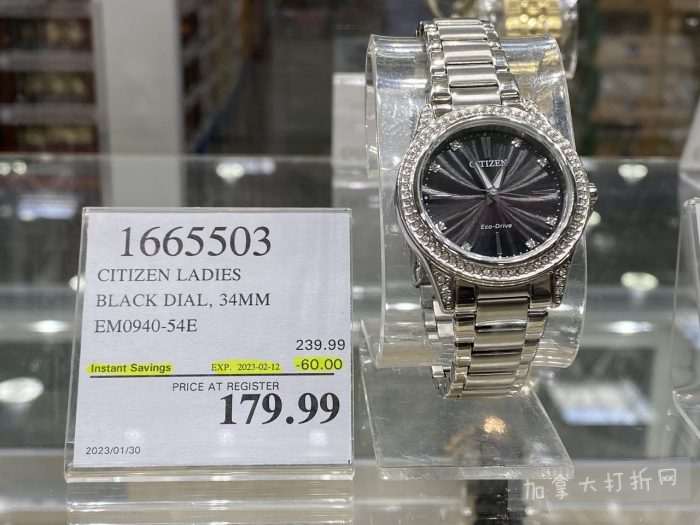 1665503
CITIZEN LADIES
BLACK DIAL, 34MM
EM0940-54E
239.99
Instant Savings EXP. 2023-02-12 -60.00
PRICE AT REGISTER
179.99
2023/01/30
CITIZEN
Eco-Drive
加拿大打折网